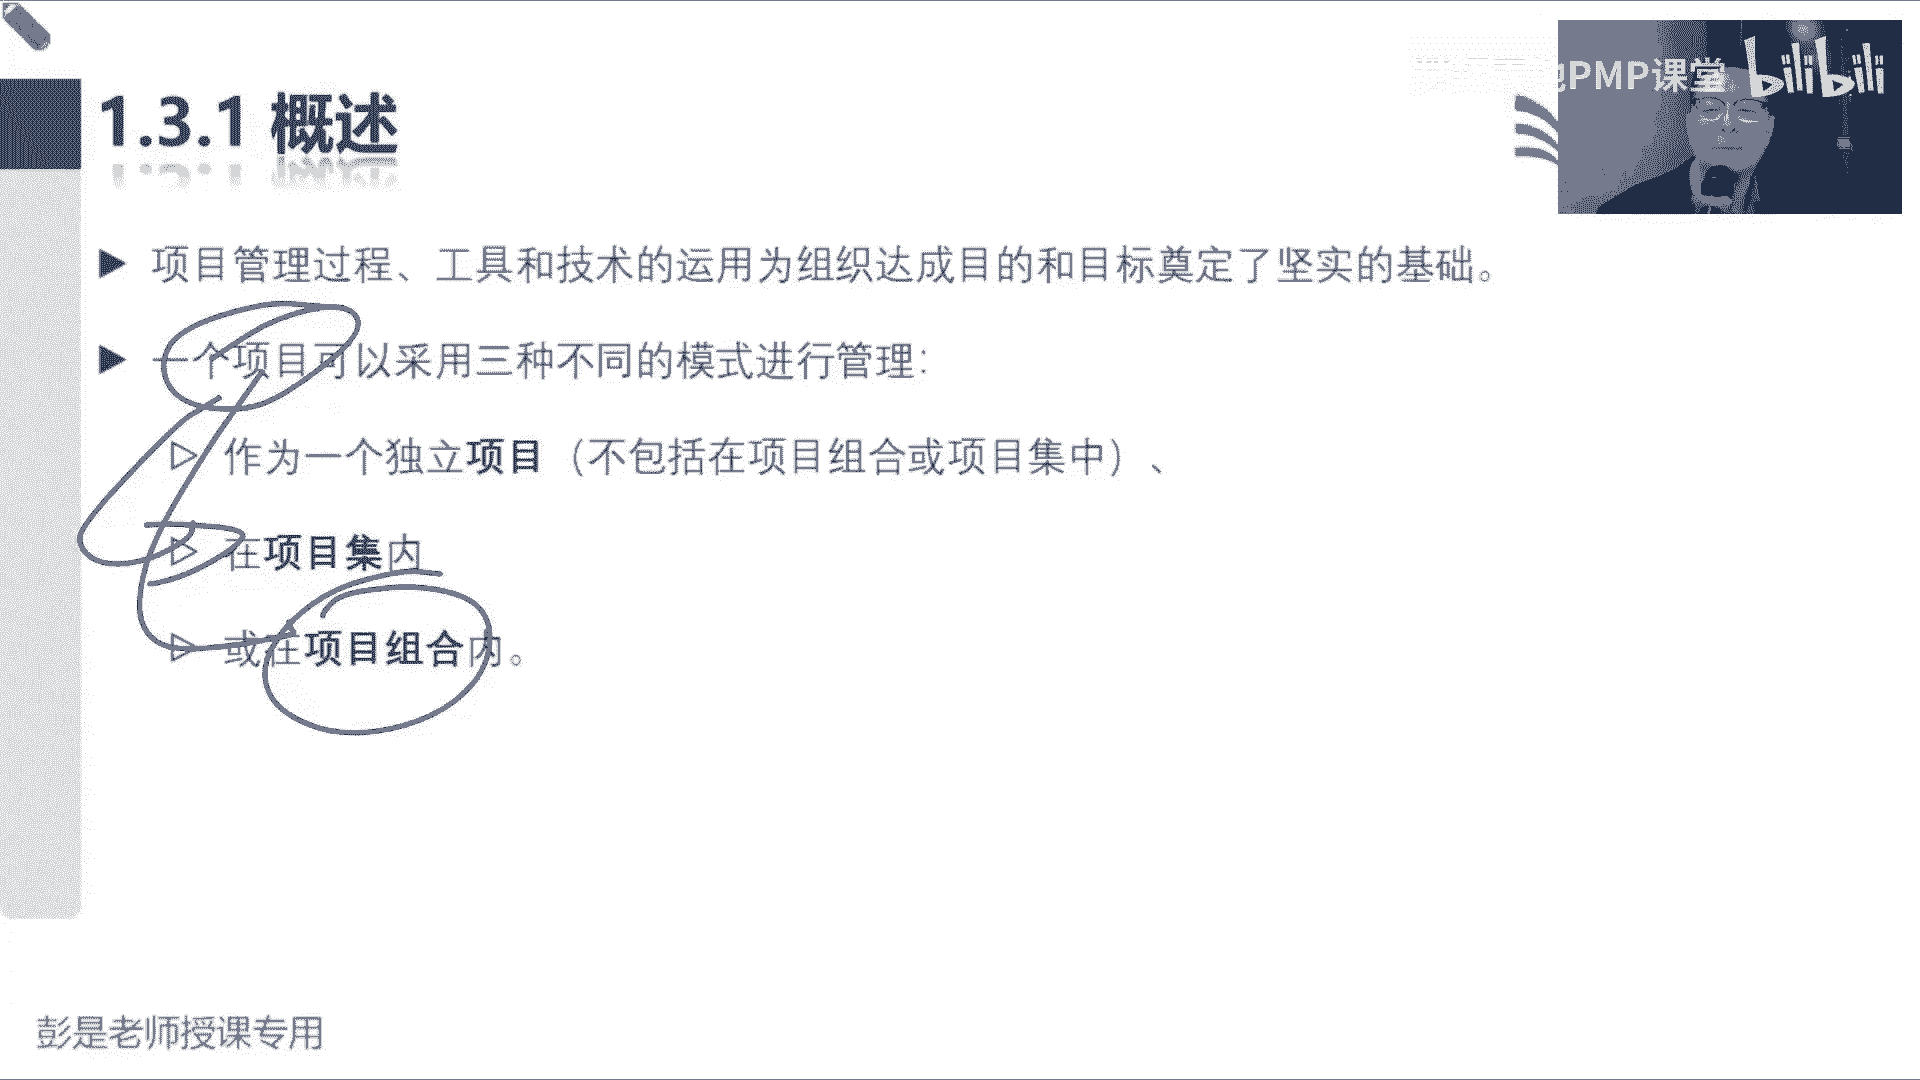 PMP课堂 bilibili
1.3.1 概述
项目管理过程、工具和技术的运用为组织达成目的和目标奠定了坚实的基础。
一个项目可以采用三种不同的模式进行管理：
作为一个独立项目（不包括在项目组合或项目集中）、
在项目集内
或在项目组合内。
彭是老师授课专用